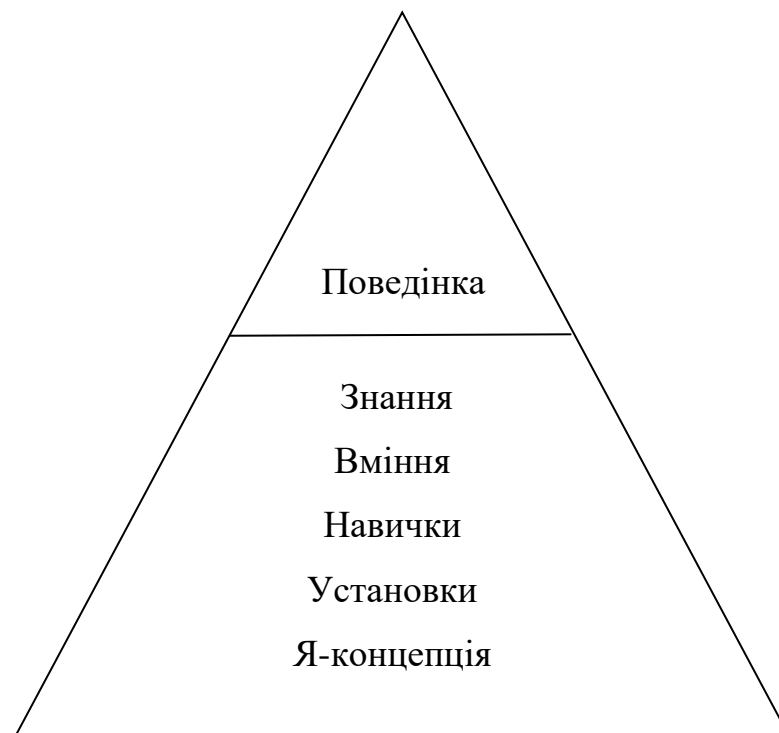 Поведінка
Знання
Вміння
Навички
Установки
Я-концепція